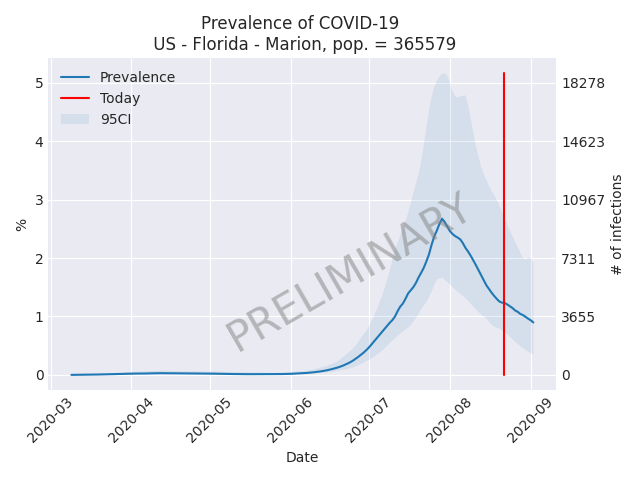 Prevalence of COVID-19
US - Florida - Marion, pop. = 365579
Prevalence
Today
95CI
5
4
3
2
1
0
%
18278
14623
10967
7311
3655
0
# of infections
PRELIMINARY
2020-03
2020-04
2020-05
2020-06
2020-07
2020-08
2020-09
Date